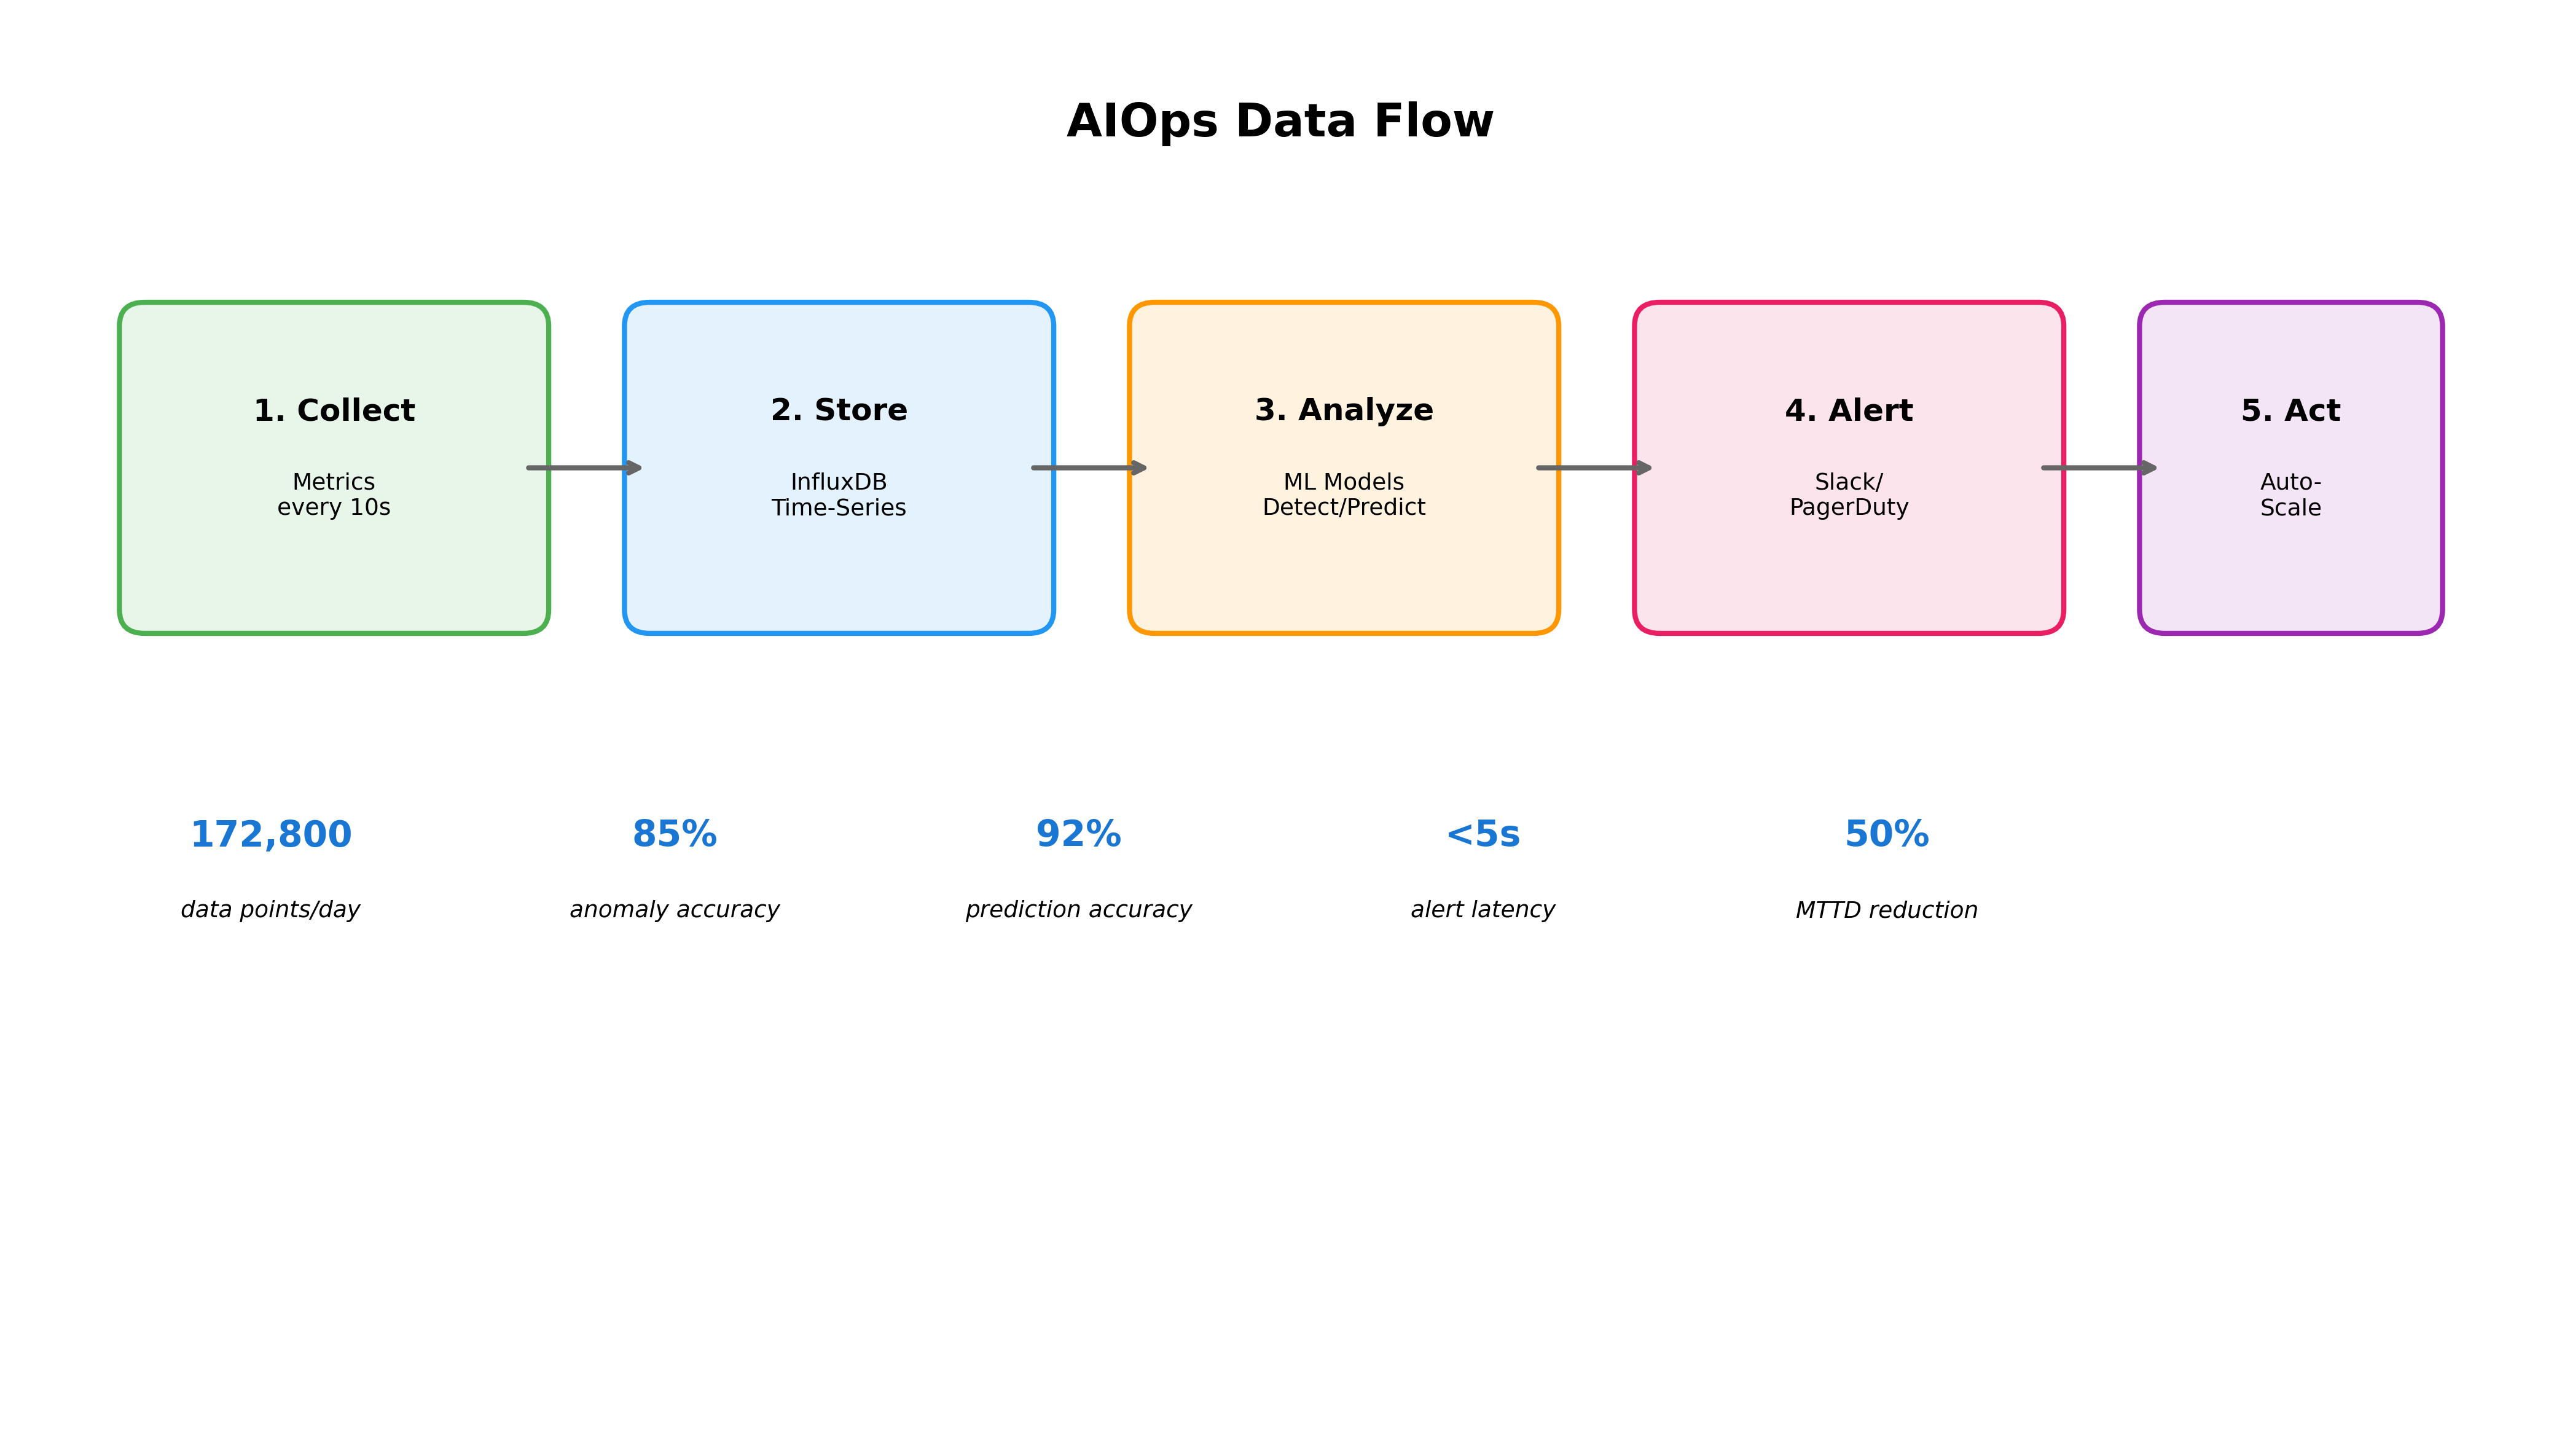 AIOps Data Flow
1. Collect
Metrics
every 10s
2. Store
InfluxDB
Time-Series
3. Analyze
ML Models
Detect/Predict
4. Alert
Slack/
PagerDuty
5. Act
Auto-
Scale
172,800
data points/day
85%
anomaly accuracy
92%
prediction accuracy
<5s
alert latency
50%
MTTD reduction